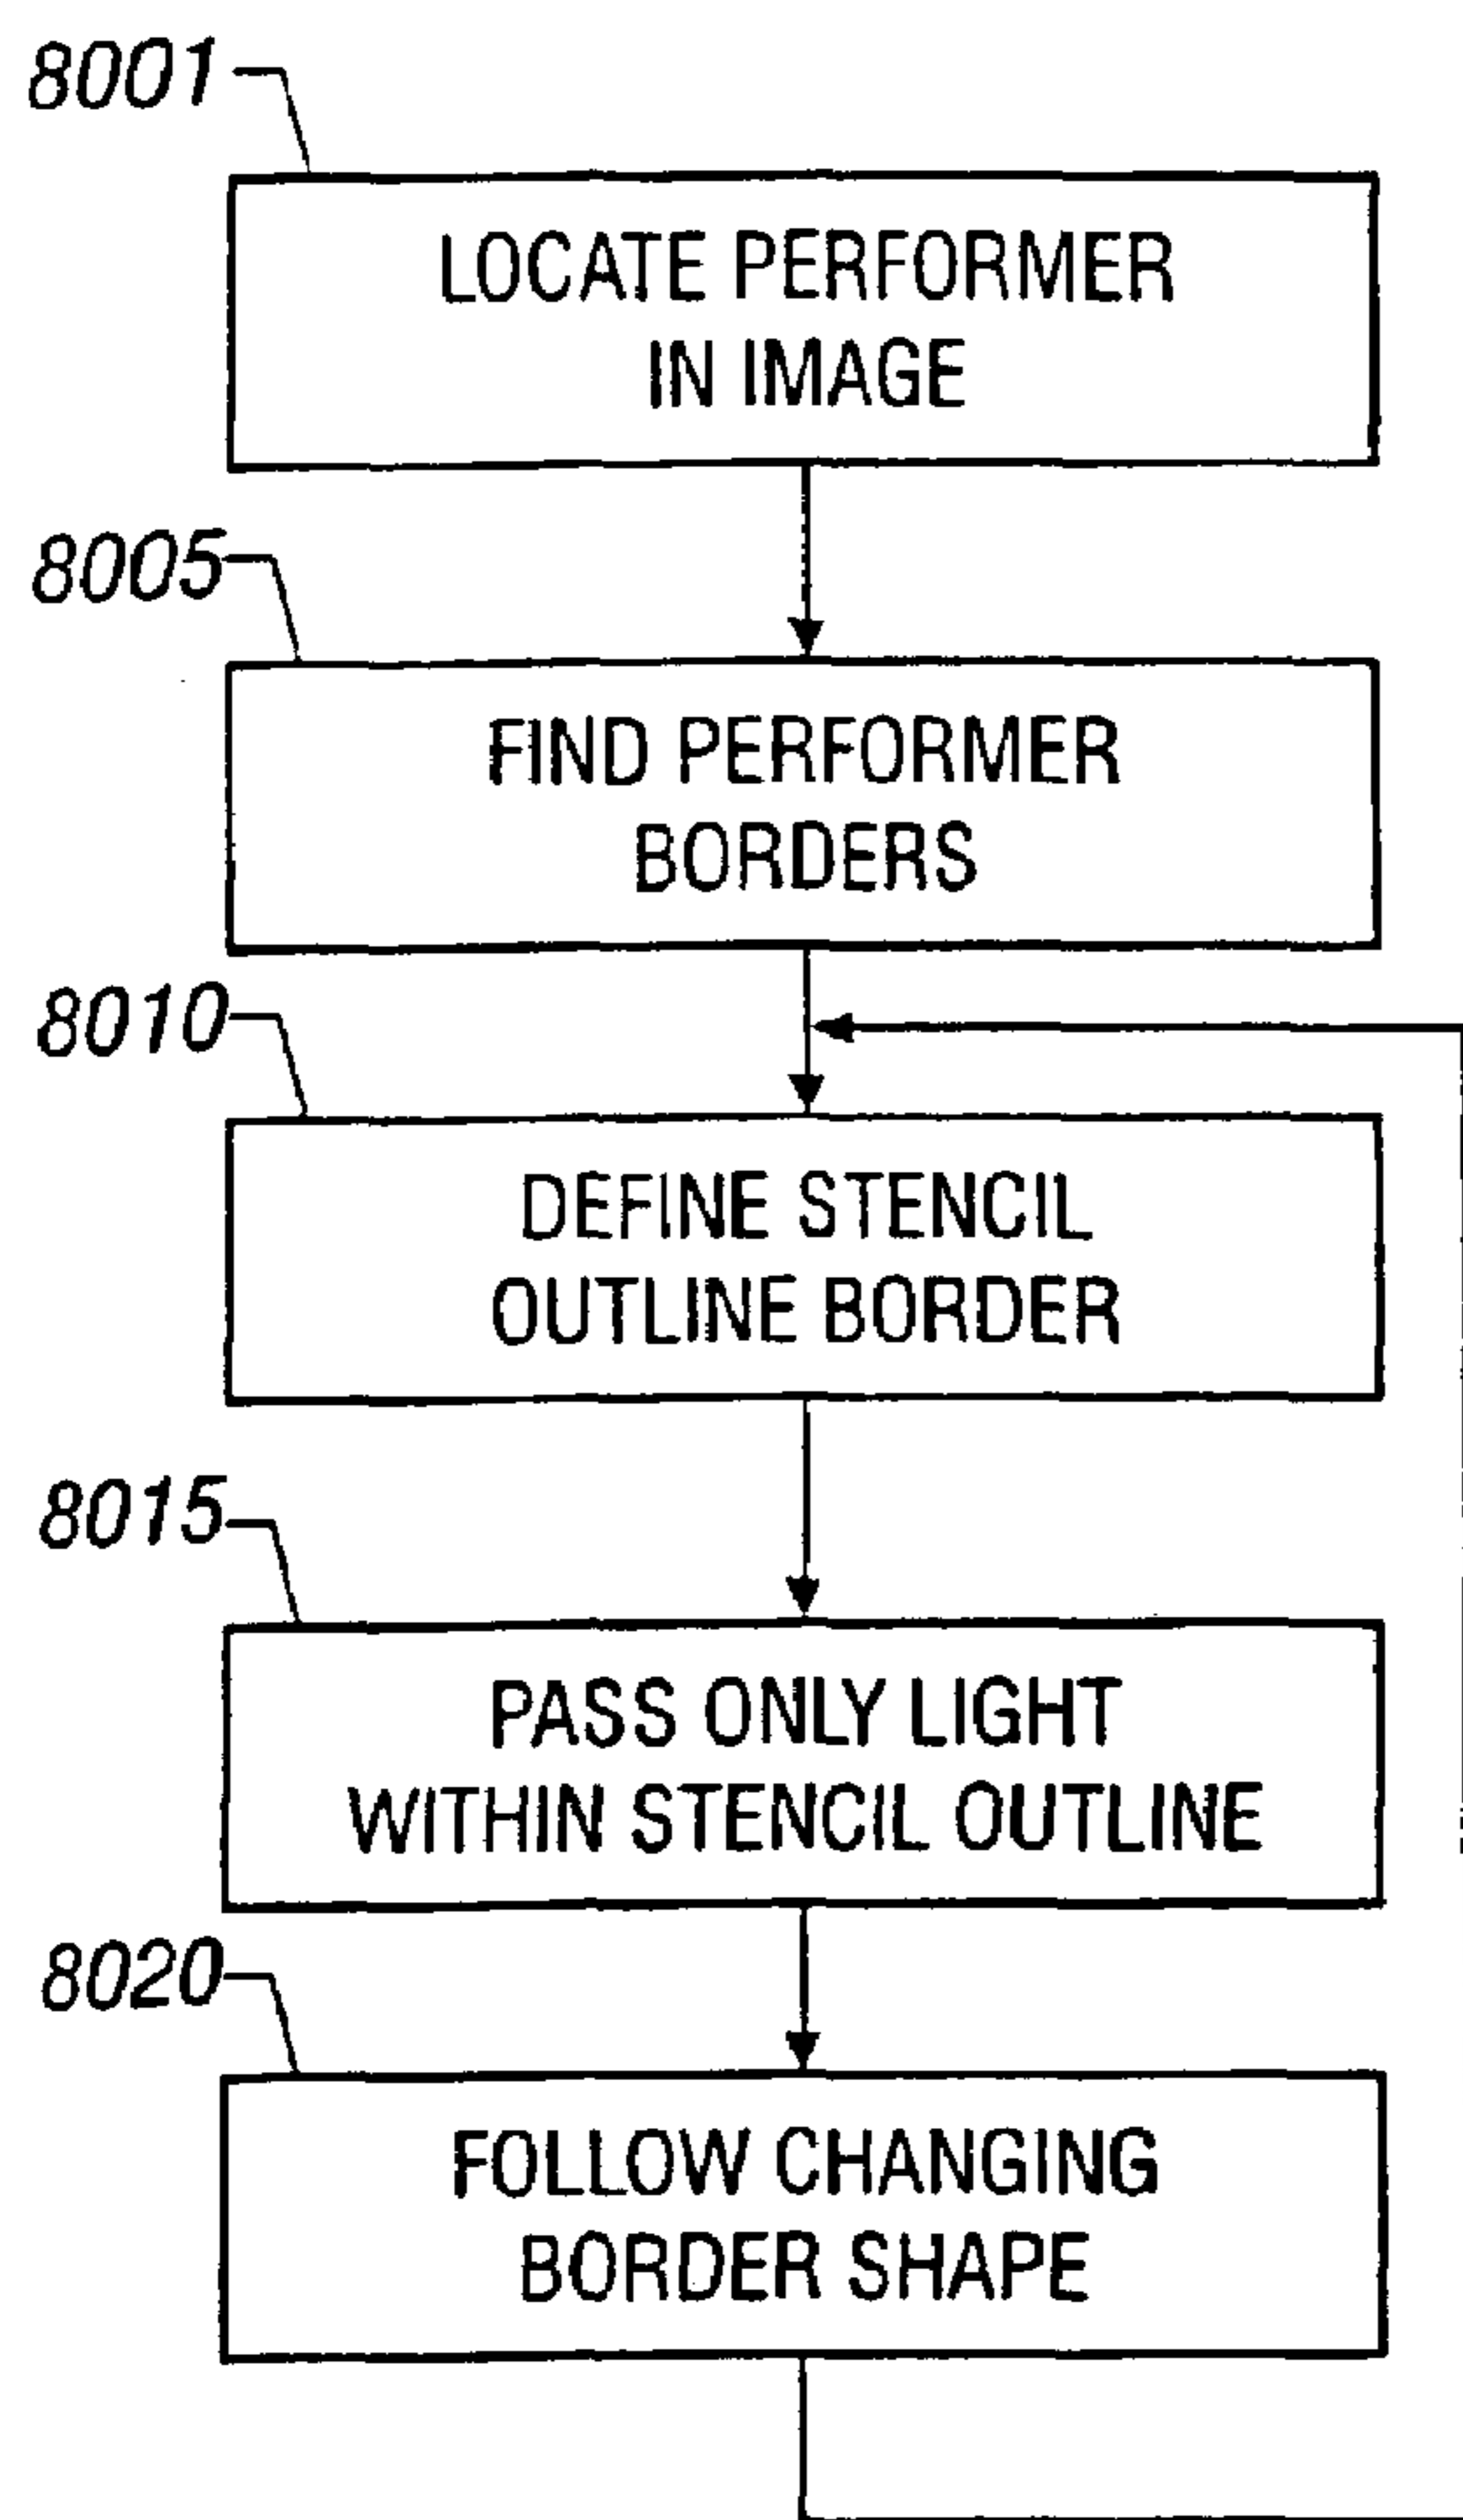 8001
LOCATE PERFORMER
IN IMAGE
8005
FIND PERFORMER
BORDERS
8010
DEFINE STENCIL
OUTLINE BORDER
8015
PASS ONLY LIGHT
WITHIN STENCIL OUTLINE
8020
FOLLOW CHANGING
BORDER SHAPE